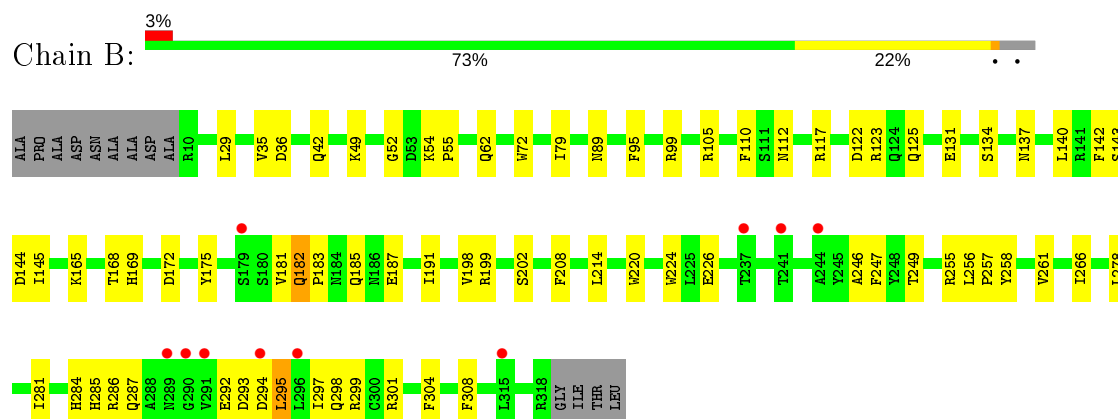 3%
Chain B:
73% 22% • •
ALA PRO ALA ASP ASN ALA ALA ASP ALA R10 L29 V35 D36 Q42 K49 G52 D53 K54 P55 Q62 W72 I79 N89 F95 R99 R105 F110 S111 N112 R117 D122 R123 Q124 Q125 E131 S134 N137 L140 R141 F142 S143
D144 I145 K165 T168 H169 D172 Y175 S179 S180 V181 Q182 P183 N184 Q185 N186 E187 I191 V198 R199 S202 F208 L214 W220 W224 L225 E226 T237 T241 A244 Y245 A246 F247 Y248 T249 R255 L256 P257 Y258 V261 I266 L278
I281 H284 H285 R286 Q287 A288 N289 G290 V291 E292 D293 D294 L295 L296 I297 Q298 R299 C300 R301 F304 F308 L315 R318 GLY ILE THR LEU